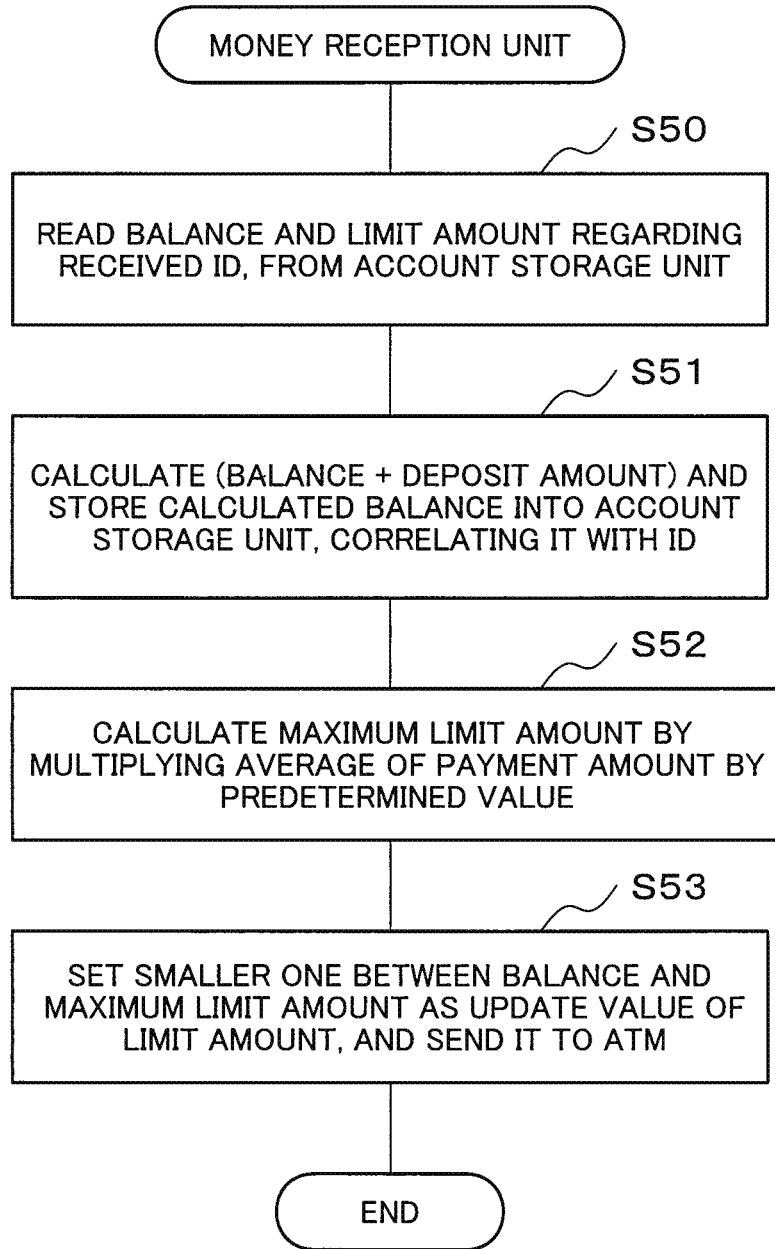 MONEY RECEPTION UNIT
S50
READ BALANCE AND LIMIT AMOUNT REGARDING
RECEIVED ID, FROM ACCOUNT STORAGE UNIT
S51
CALCULATE (BALANCE + DEPOSIT AMOUNT) AND
STORE CALCULATED BALANCE INTO ACCOUNT
STORAGE UNIT, CORRELATING IT WITH ID
S52
CALCULATE MAXIMUM LIMIT AMOUNT BY
MULTIPLYING AVERAGE OF PAYMENT AMOUNT BY
PREDETERMINED VALUE
S53
SET SMALLER ONE BETWEEN BALANCE AND
MAXIMUM LIMIT AMOUNT AS UPDATE VALUE OF
LIMIT AMOUNT, AND SEND IT TO ATM
END